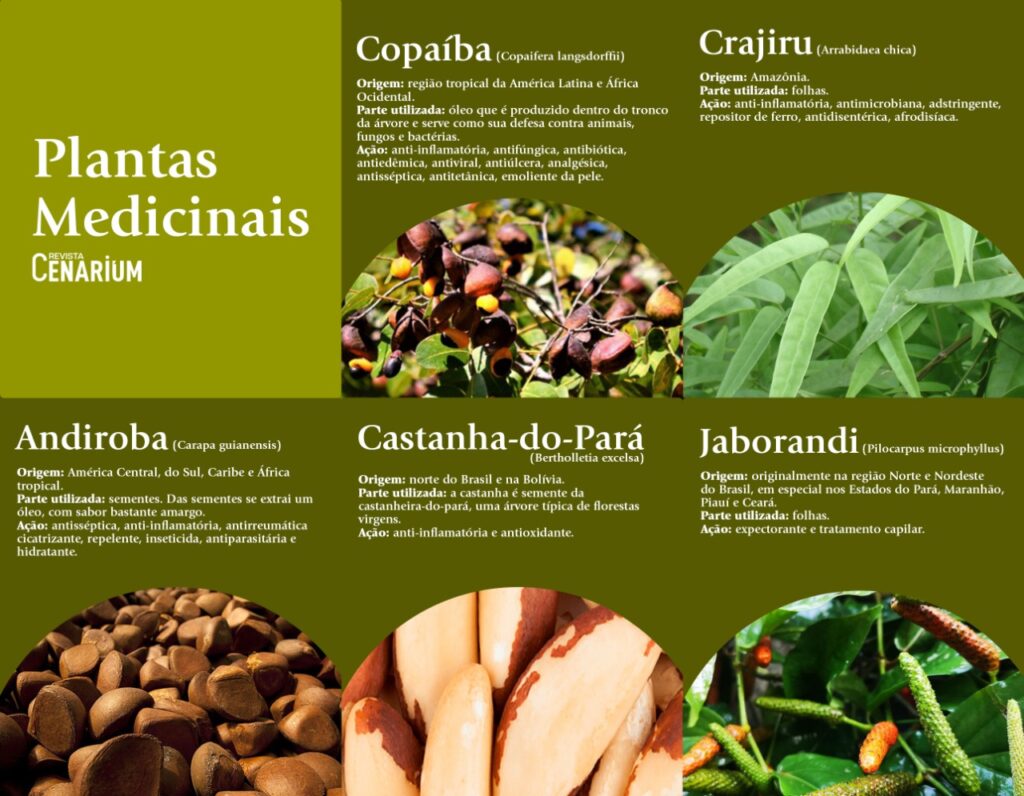 Plantas
Medicinais
REVISTA
CENARIUM
Copaíba (Copaifera langsdorffii)
Origem: região tropical da América Latina e África
Ocidental.
Parte utilizada: óleo que é produzido dentro do tronco
da árvore e serve como sua defesa contra animais,
fungos e bactérias.
Ação: anti-inflamatória, antifúngica, antibiótica,
antiedêmica, antiviral, antiúlcera, analgésica,
antisséptica, antitetânica, emoliente da pele.
Crajiru (Arrabidaea chica)
Origem: Amazônia.
Parte utilizada: folhas.
Ação: anti-inflamatória, antimicrobiana, adstringente,
repositor de ferro, antidisentérica, afrodisíaca.
Andiroba (Carapa guianensis)
Origem: América Central, do Sul, Caribe e África
tropical.
Parte utilizada: sementes. Das sementes se extrai um
óleo, com sabor bastante amargo.
Ação: antisséptica, anti-inflamatória, antirreumática
cicatrizante, repelente, inseticida, antiparasitária e
hidratante.
Castanha-do-Pará
(Bertholletia excelsa)
Origem: norte do Brasil e na Bolívia.
Parte utilizada: a castanha é semente da
castanheira-do-pará, uma árvore típica de florestas
virgens.
Ação: anti-inflamatória e antioxidante.
Jaborandi (Pilocarpus microphyllus)
Origem: originalmente na região Norte e Nordeste
do Brasil, em especial nos Estados do Pará, Maranhão,
Piauí e Ceará.
Parte utilizada: folhas.
Ação: expectorante e tratamento capilar.